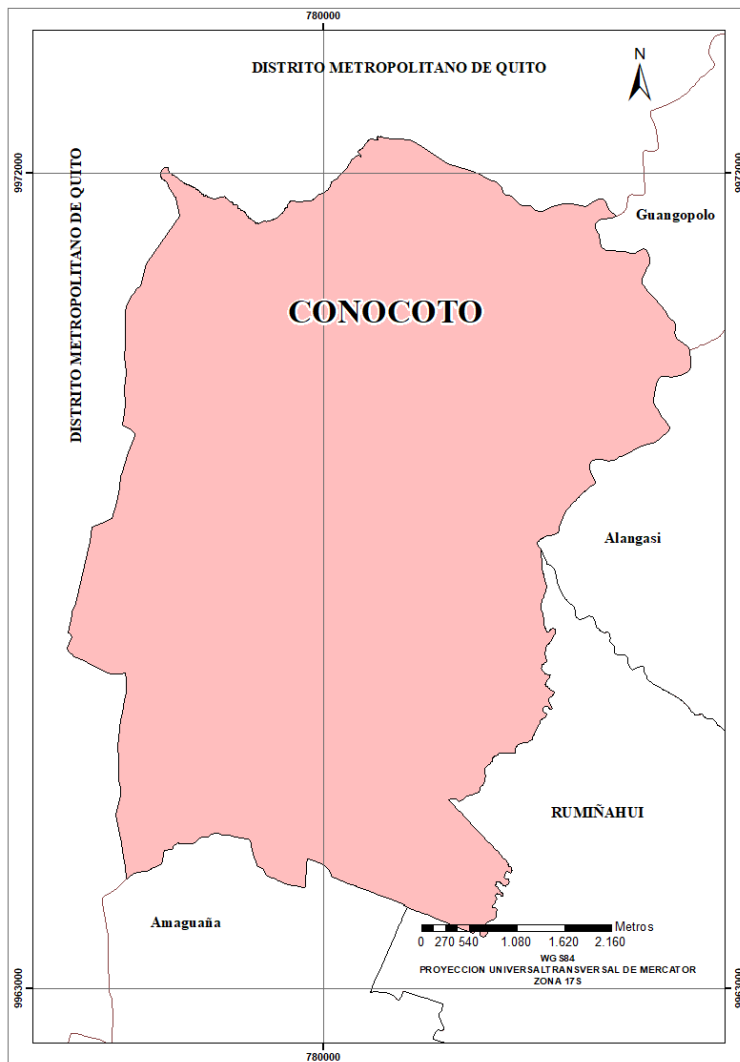 780000
DISTRITO METROPOLITANO DE QUITO
N
9972000
9972000
DISTRITO METROPOLITANO DE QUITO
Guangopolo
CONOCOTO
Alangasi
RUMIÑAHUI
Amaguaña
Metros
0 270 540 1.080 1.620 2.160
WGS84
PROYECCION UNIVERSALTRANSVERSAL DE MERCATOR
ZONA 17S
9963000
9963000
780000